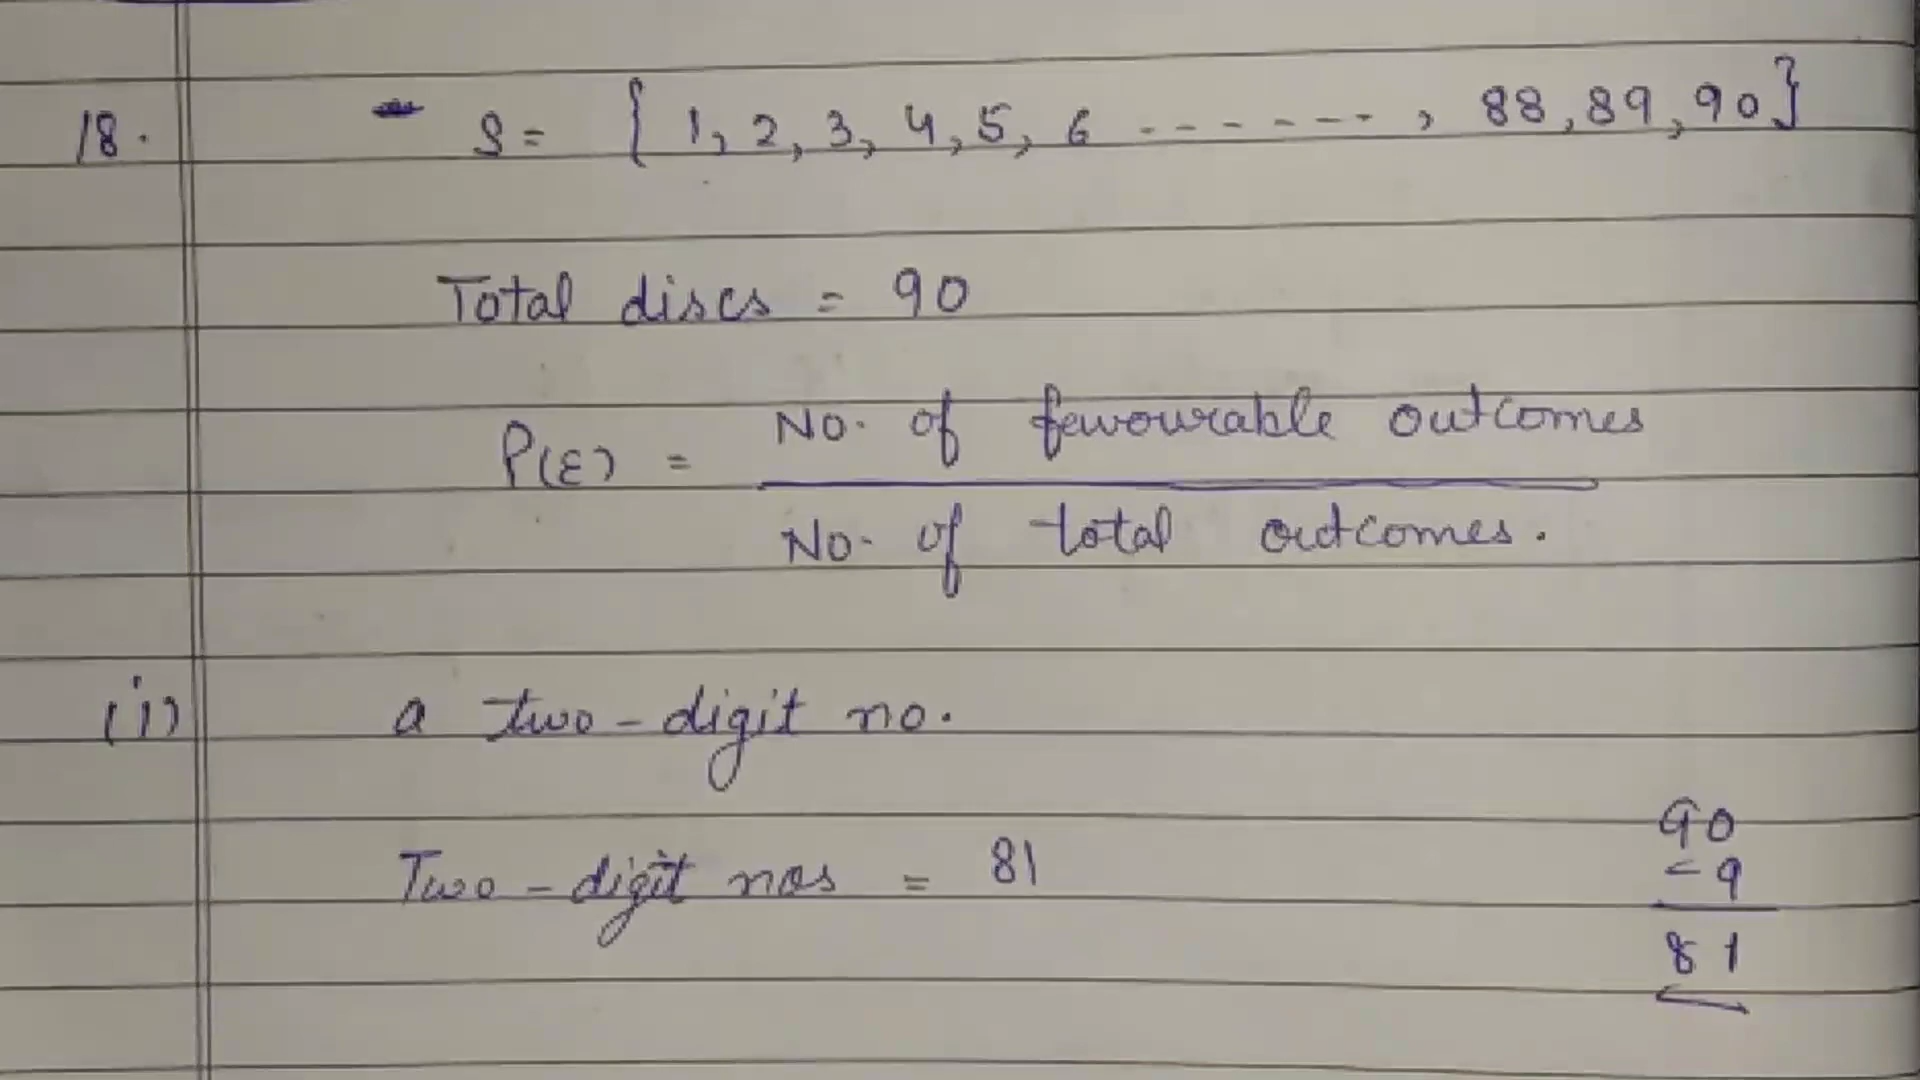 18. S = { 1, 2, 3, 4, 5, 6 - - - - - - - , 88, 89, 90}
Total discs = 90
P(E) = No. of fewourable outcomes
No. of total outcomes.
(i) a two-digit no.
Two-digit nos = 81
90
- 9
81